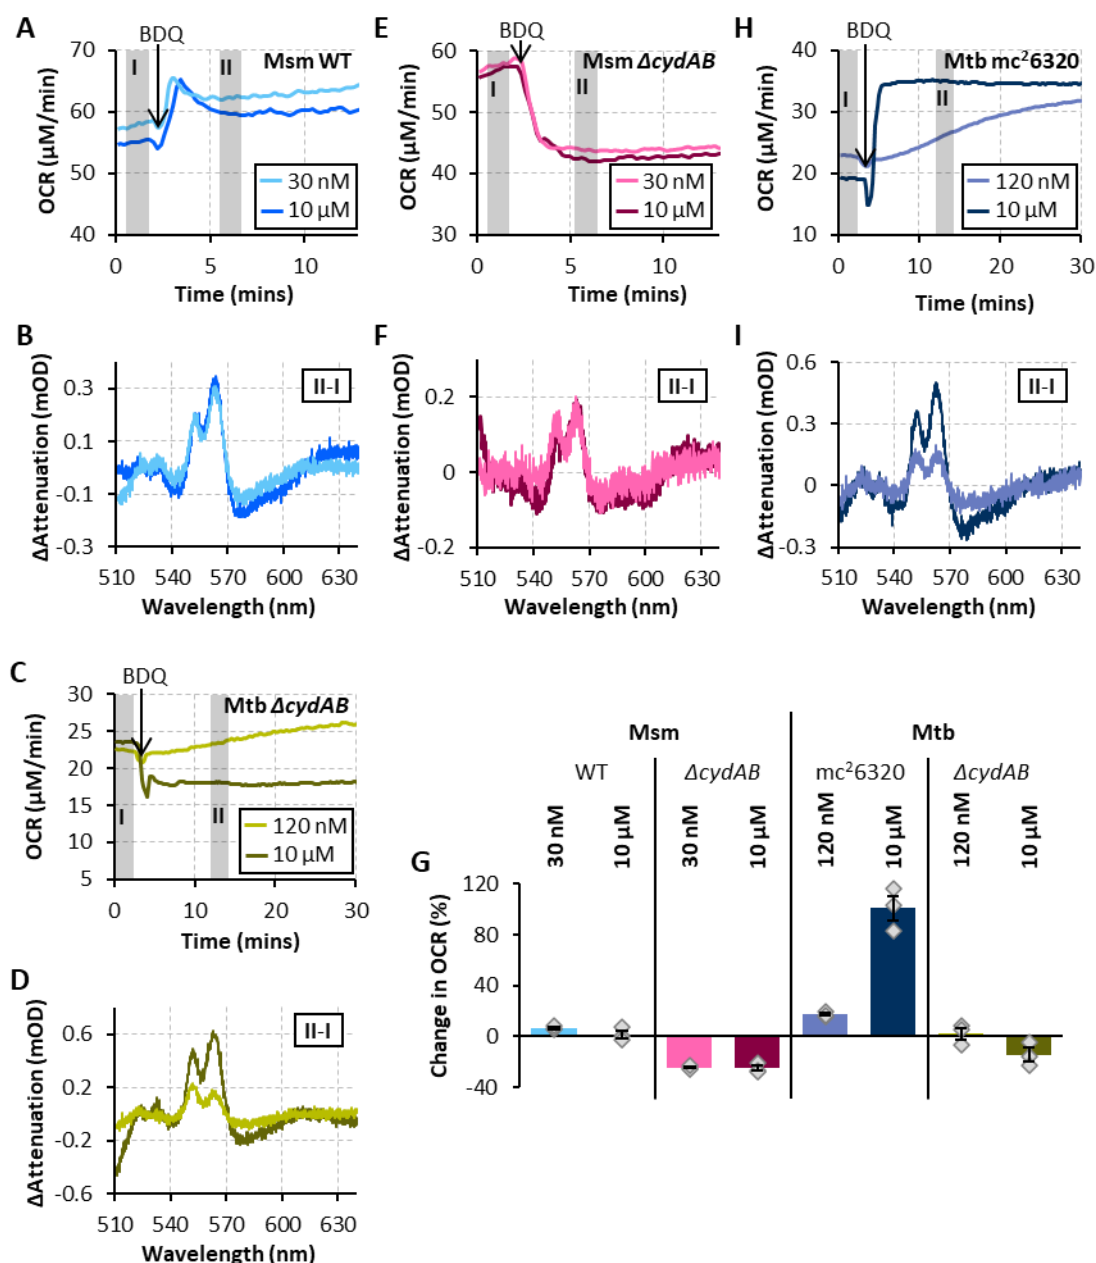 A
BDQ
Msm WT
I
II
OCR (µM/min)
70
60
50
40
30 nM
10 µM
0
5
10
Time (mins)
E
BDQ
Msm ΔcydAB
I
II
OCR (µM/min)
60
50
40
30
30 nM
10 µM
0
5
10
Time (mins)
H
BDQ
Mtb mc²6320
I
II
OCR (µM/min)
40
30
20
10
120 nM
10 µM
0
10
20
30
Time (mins)
B
II-I
ΔAttenuation (mOD)
0.3
0.1
-0.1
-0.3
510 540 570 600 630
Wavelength (nm)
F
II-I
ΔAttenuation (mOD)
0.2
0
-0.2
510 540 570 600 630
Wavelength (nm)
I
II-I
ΔAttenuation (mOD)
0.6
0.3
0
-0.3
510 540 570 600 630
Wavelength (nm)
C
BDQ
Mtb ΔcydAB
I
II
OCR (µM/min)
30
25
20
15
10
5
120 nM
10 µM
0
10
20
30
Time (mins)
D
II-I
ΔAttenuation (mOD)
0.6
0.2
-0.2
-0.6
510 540 570 600 630
Wavelength (nm)
G
Msm
Mtb
WT
ΔcydAB
mc²6320
ΔcydAB
30 nM
10 µM
30 nM
10 µM
120 nM
10 µM
120 nM
10 µM
Change in OCR (%)
120
80
40
0
-40